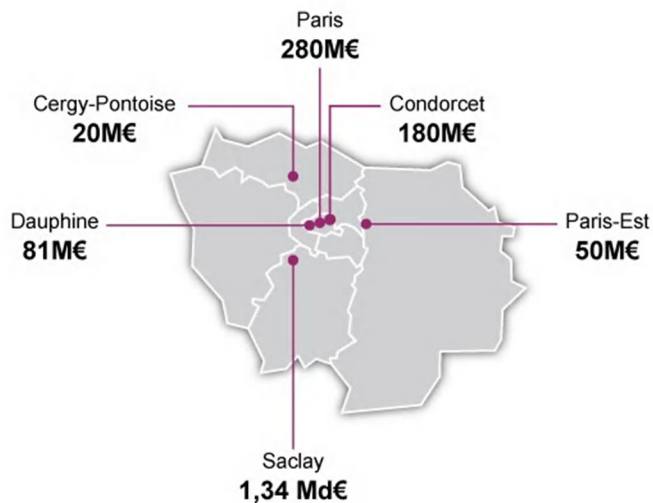 Paris
280M€
Cergy-Pontoise
20M€
Condorcet
180M€
Dauphine
81M€
Paris-Est
50M€
Saclay
1,34 Md€